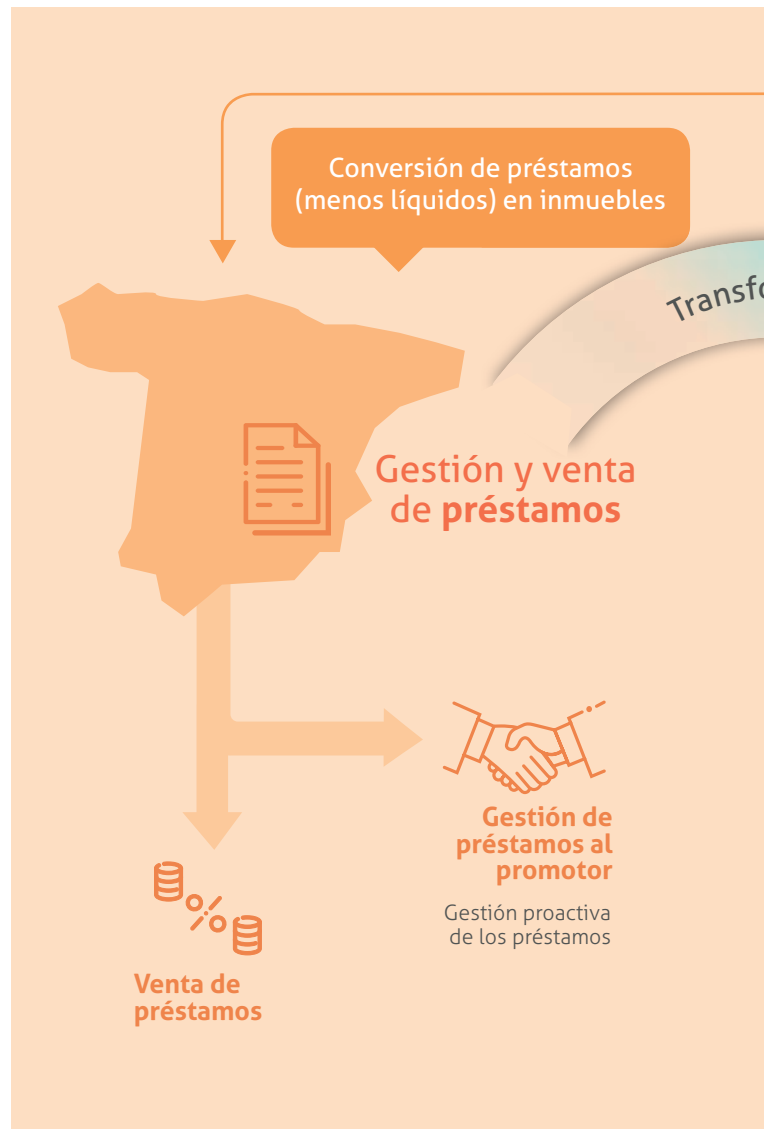 Conversión de préstamos
(menos líquidos) en inmuebles
Gestión y venta
de préstamos
Gestión de
préstamos al
promotor
Gestión proactiva
de los préstamos
Venta de
préstamos